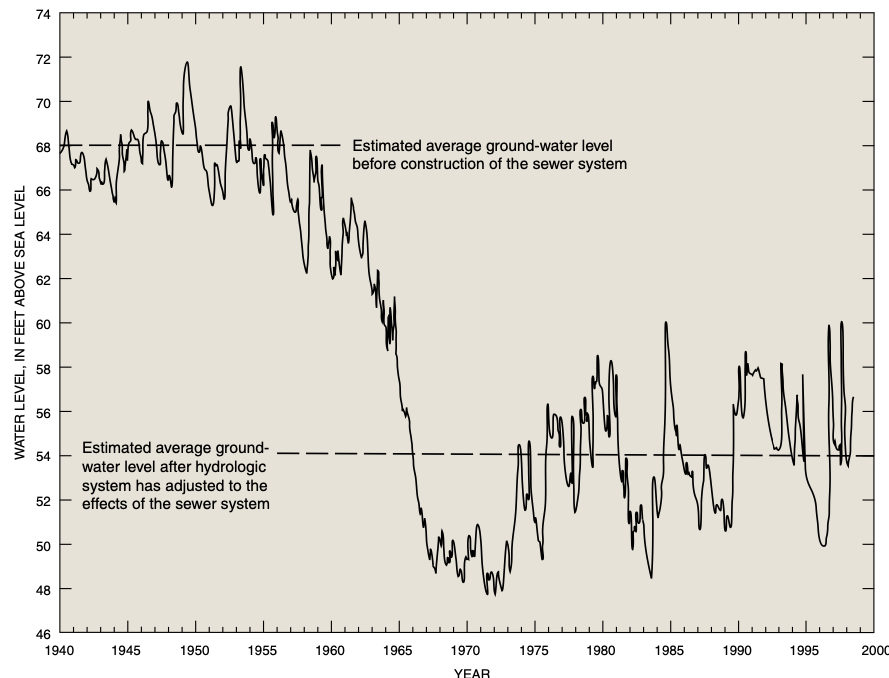 74
72
70
68
66
64
62
60
58
56
54
52
50
48
46
WATER LEVEL, IN FEET ABOVE SEA LEVEL
Estimated average ground-water level
before construction of the sewer system
Estimated average ground-
water level after hydrologic
system has adjusted to the
effects of the sewer system
1940 1945 1950 1955 1960 1965 1970 1975 1980 1985 1990 1995 2000
YEAR